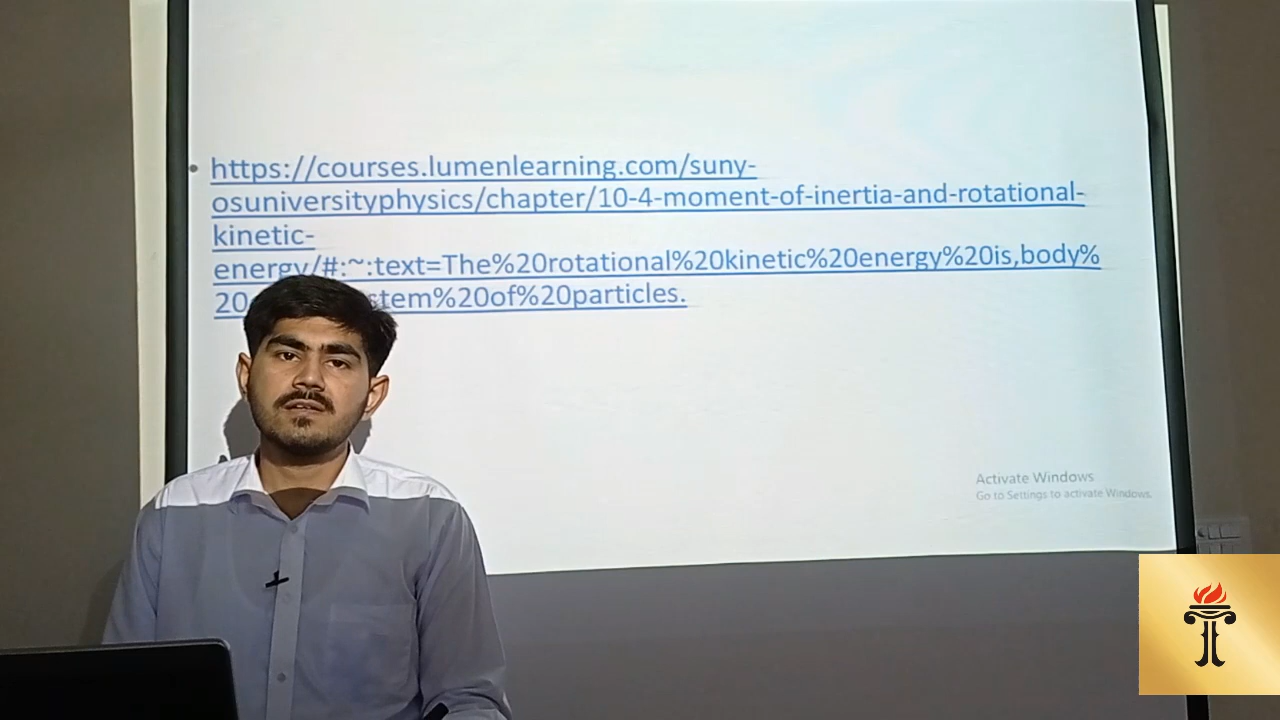 • https://courses.lumenlearning.com/suny-
osuniversityphysics/chapter/10-4-moment-of-inertia-and-rotational-
kinetic-
energy/#:~:text=The%20rotational%20kinetic%20energy%20is,body%
20 stem%20of%20particles.
Activate Windows
Go to Settings to activate Windows.